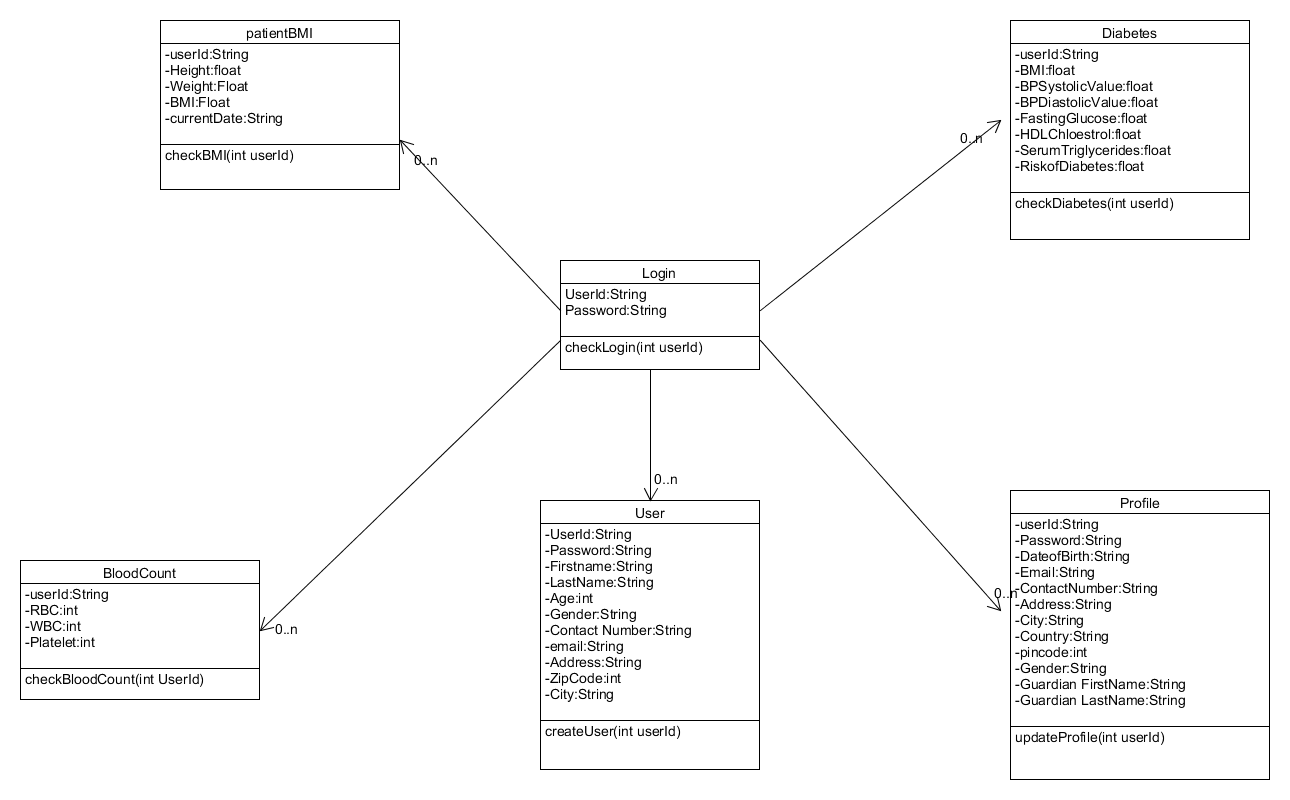 patientBMI
-userId:String
-Height:float
-Weight:Float
-BMI:Float
-currentDate:String
checkBMI(int userId)
0..n
Diabetes
-userId:String
-BMI:float
-BPSystolicValue:float
-BPDiastolicValue:float
-FastingGlucose:float
-HDLChloestrol:float
-SerumTriglycerides:float
-RiskofDiabetes:float
checkDiabetes(int userId)
0..n
Login
UserId:String
Password:String
checkLogin(int userId)
BloodCount
-userId:String
-RBC:int
-WBC:int
-Platelet:int
checkBloodCount(int UserId)
0..n
0..n
User
-UserId:String
-Password:String
-Firstname:String
-LastName:String
-Age:int
-Gender:String
-Contact Number:String
-email:String
-Address:String
-ZipCode:int
-City:String
createUser(int userId)
0..n
Profile
-userId:String
-Password:String
-DateofBirth:String
-Email:String
-ContactNumber:String
-Address:String
-City:String
-Country:String
-pincode:int
-Gender:String
-Guardian FirstName:String
-Guardian LastName:String
updateProfile(int userId)